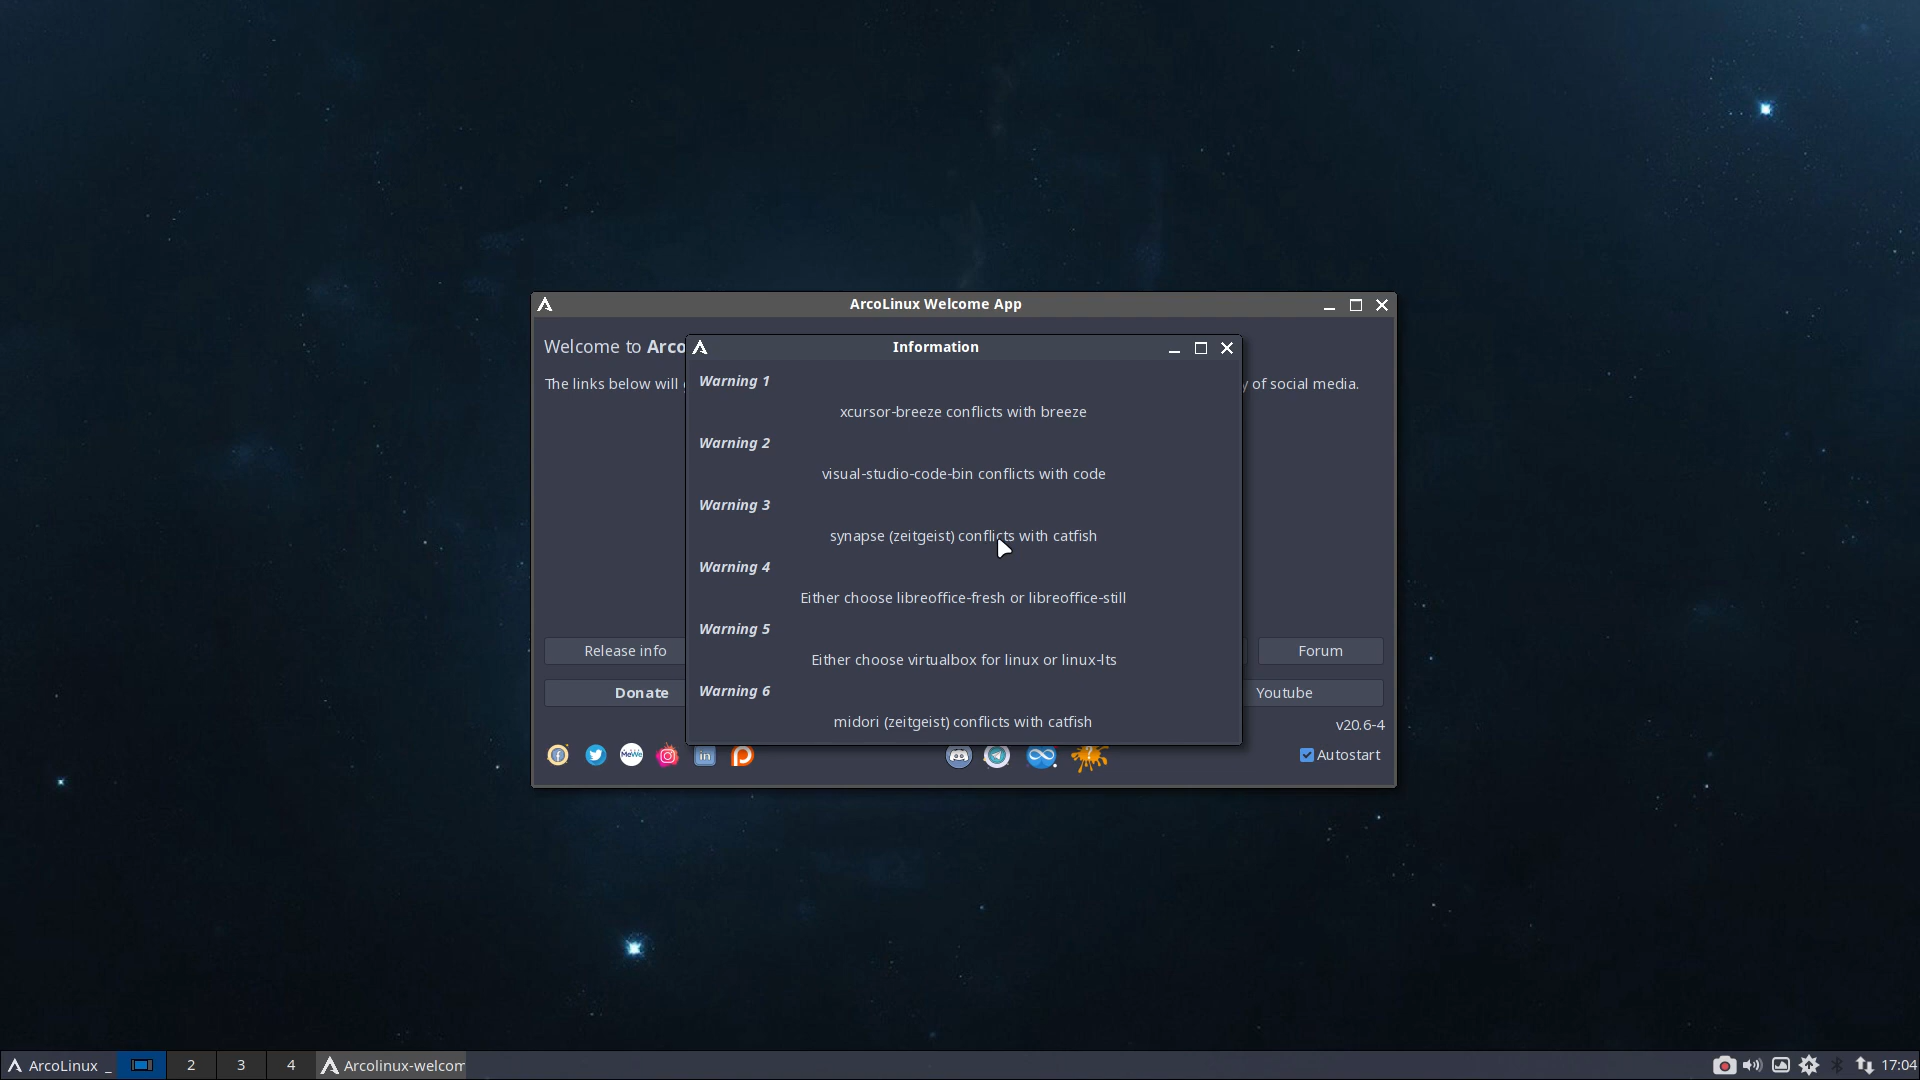 ArcoLinux Welcome App
Welcome to Arco
Information
The links below will
y of social media.
Warning 1
xcursor-breeze conflicts with breeze
Warning 2
visual-studio-code-bin conflicts with code
Warning 3
synapse (zeitgeist) conflicts with catfish
Warning 4
Either choose libreoffice-fresh or libreoffice-still
Warning 5
Either choose virtualbox for linux or linux-lts
Warning 6
midori (zeitgeist) conflicts with catfish
Release info
Forum
Donate
Youtube
v20.6-4
MeWe
in
Autostart
ArcoLinux _
2
3
4
Arcolinux-welcom
17:04